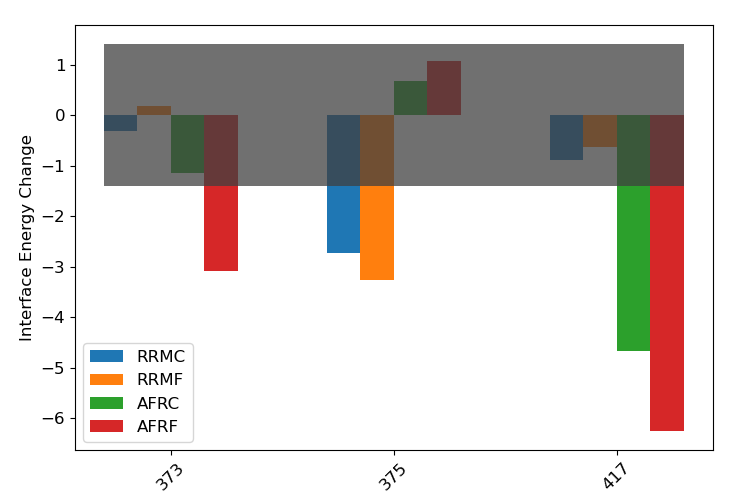 Interface Energy Change
1
0
−1
−2
−3
−4
−5
−6
RRMC
RRMF
AFRC
AFRF
373
375
417